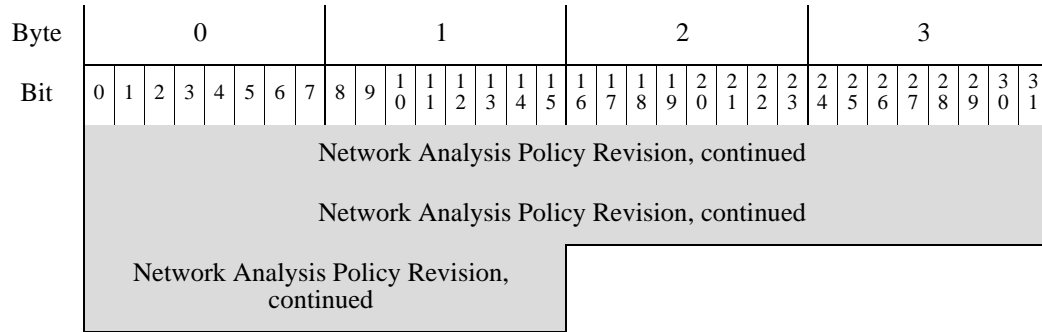 Byte 0 1 2 3
Bit 0 1 2 3 4 5 6 7 8 9 10 11 12 13 14 15 16 17 18 19 20 21 22 23 24 25 26 27 28 29 30 31
Network Analysis Policy Revision, continued
Network Analysis Policy Revision, continued
Network Analysis Policy Revision,
continued